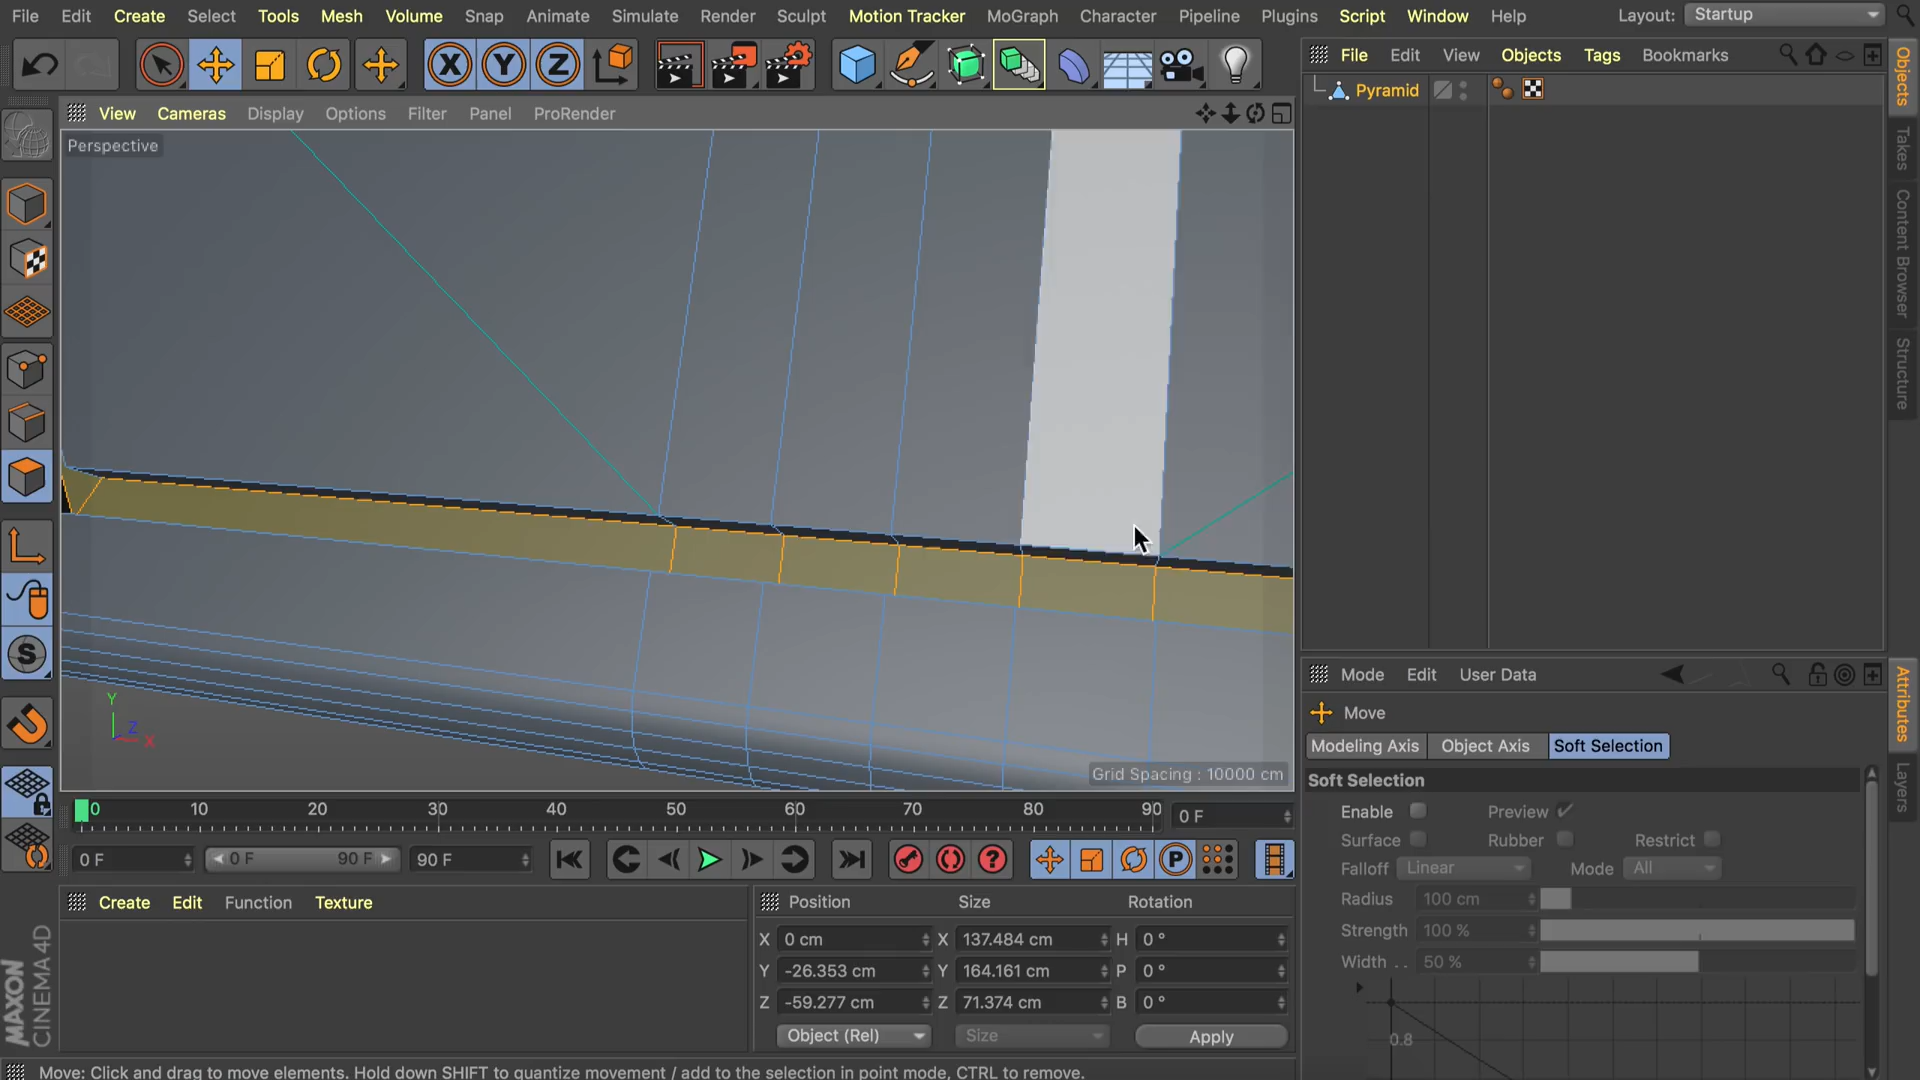 File Edit Create Select Tools Mesh Volume Snap Animate Simulate Render Sculpt Motion Tracker MoGraph Character Pipeline Plugins Script Window Help Layout: Startup
X Y Z
File Edit View Objects Tags Bookmarks
Pyramid
Objects
Takes
Content Browser
Structure
View Cameras Display Options Filter Panel ProRender
Perspective
Y
Z
X
Grid Spacing : 10000 cm
S
0 10 20 30 40 50 60 70 80 90 0 F
0 F 0 F 90 F 90 F ? P
Create Edit Function Texture
Position Size Rotation
X 0 cm X 137.484 cm H 0 °
Y -26.353 cm Y 164.161 cm P 0 °
Z -59.277 cm Z 71.374 cm B 0 °
Object (Rel) Size Apply
Mode Edit User Data
Attributes
Layers
Move
Modeling Axis Object Axis Soft Selection
Soft Selection
Enable Preview
Surface Rubber Restrict
Falloff Linear Mode All
Radius 100 cm
Strength 100 %
Width . . 50 %
0.8
MAXON
CINEMA 4D
Move: Click and drag to move elements. Hold down SHIFT to quantize movement / add to the selection in point mode, CTRL to remove.